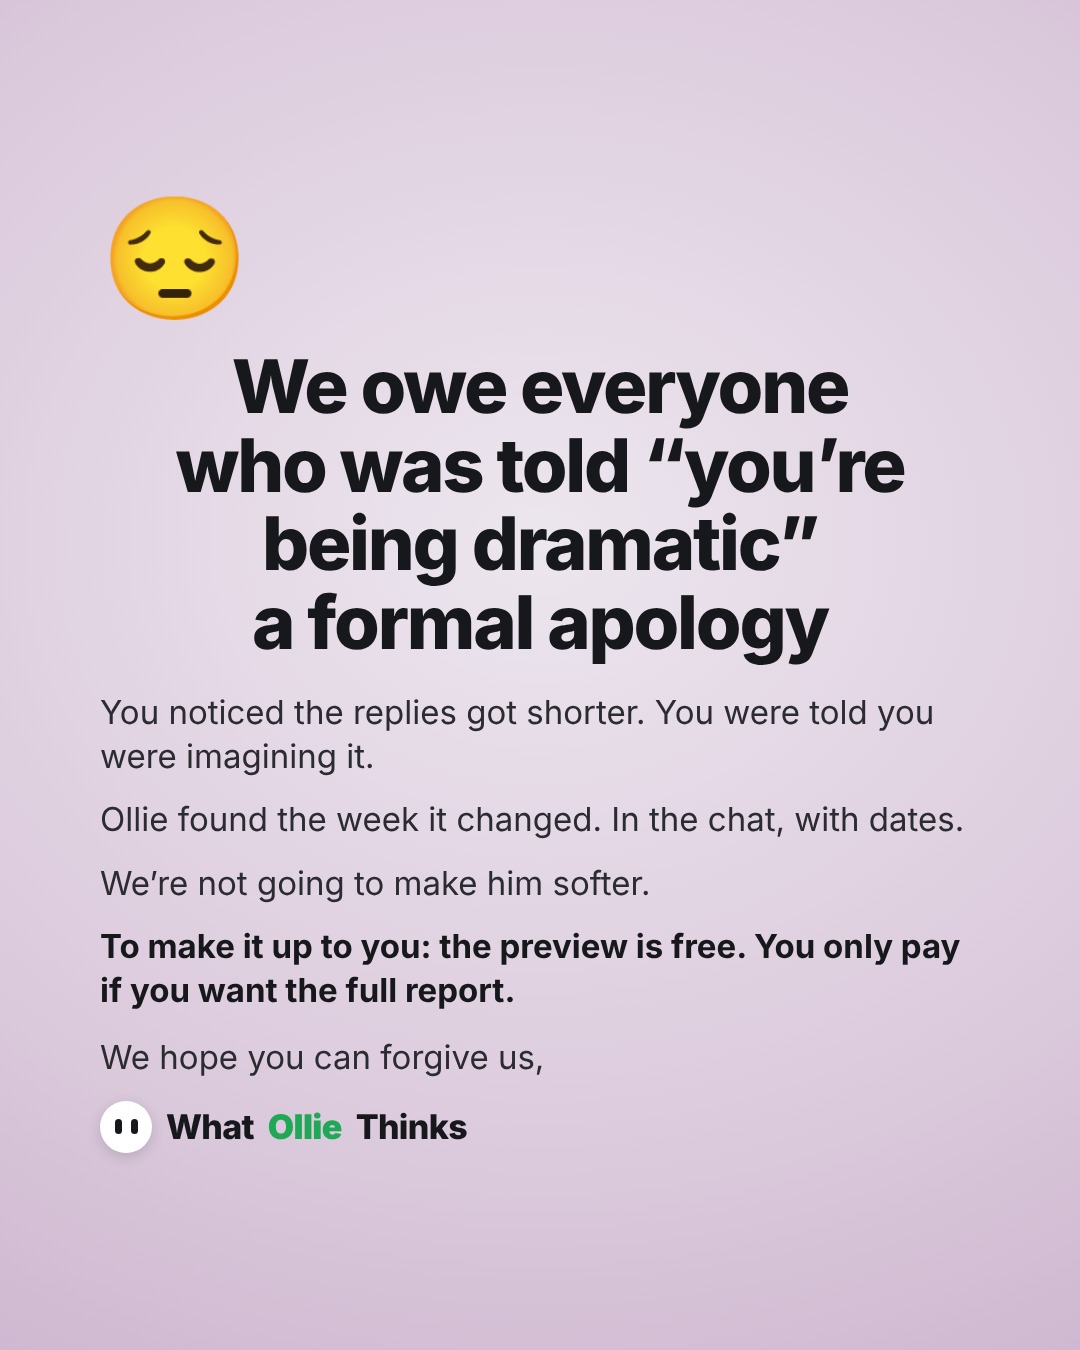 We owe everyone
who was told “you’re
being dramatic”
a formal apology
You noticed the replies got shorter. You were told you
were imagining it.
Ollie found the week it changed. In the chat, with dates.
We’re not going to make him softer.
To make it up to you: the preview is free. You only pay
if you want the full report.
We hope you can forgive us,
What Ollie Thinks